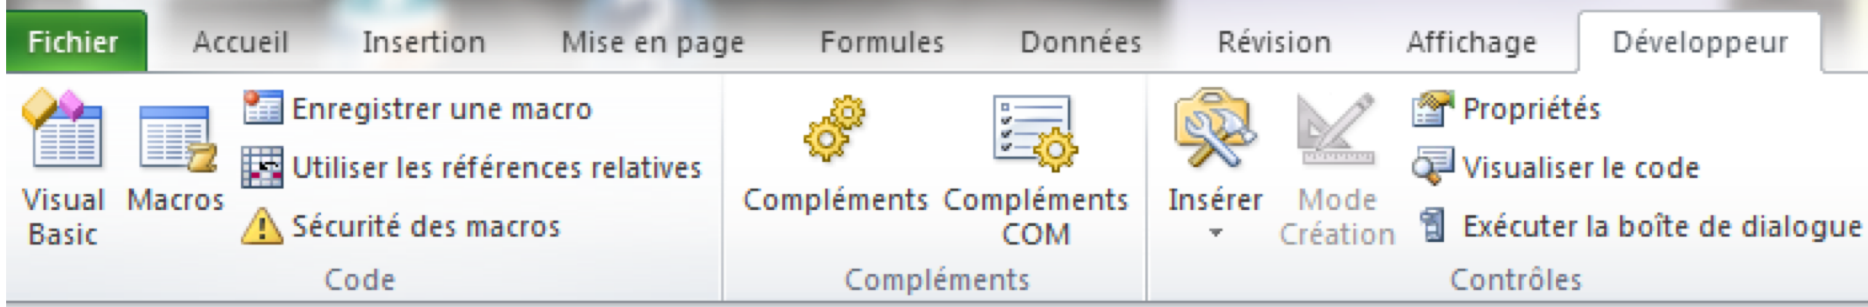 Fichier Accueil Insertion Mise en page Formules Données Révision Affichage Développeur
Visual Basic
Macros
Enregistrer une macro
Utiliser les références relatives
Sécurité des macros
Code
Compléments
Compléments COM
Compléments
Insérer
Mode Création
Propriétés
Visualiser le code
Exécuter la boîte de dialogue
Contrôles